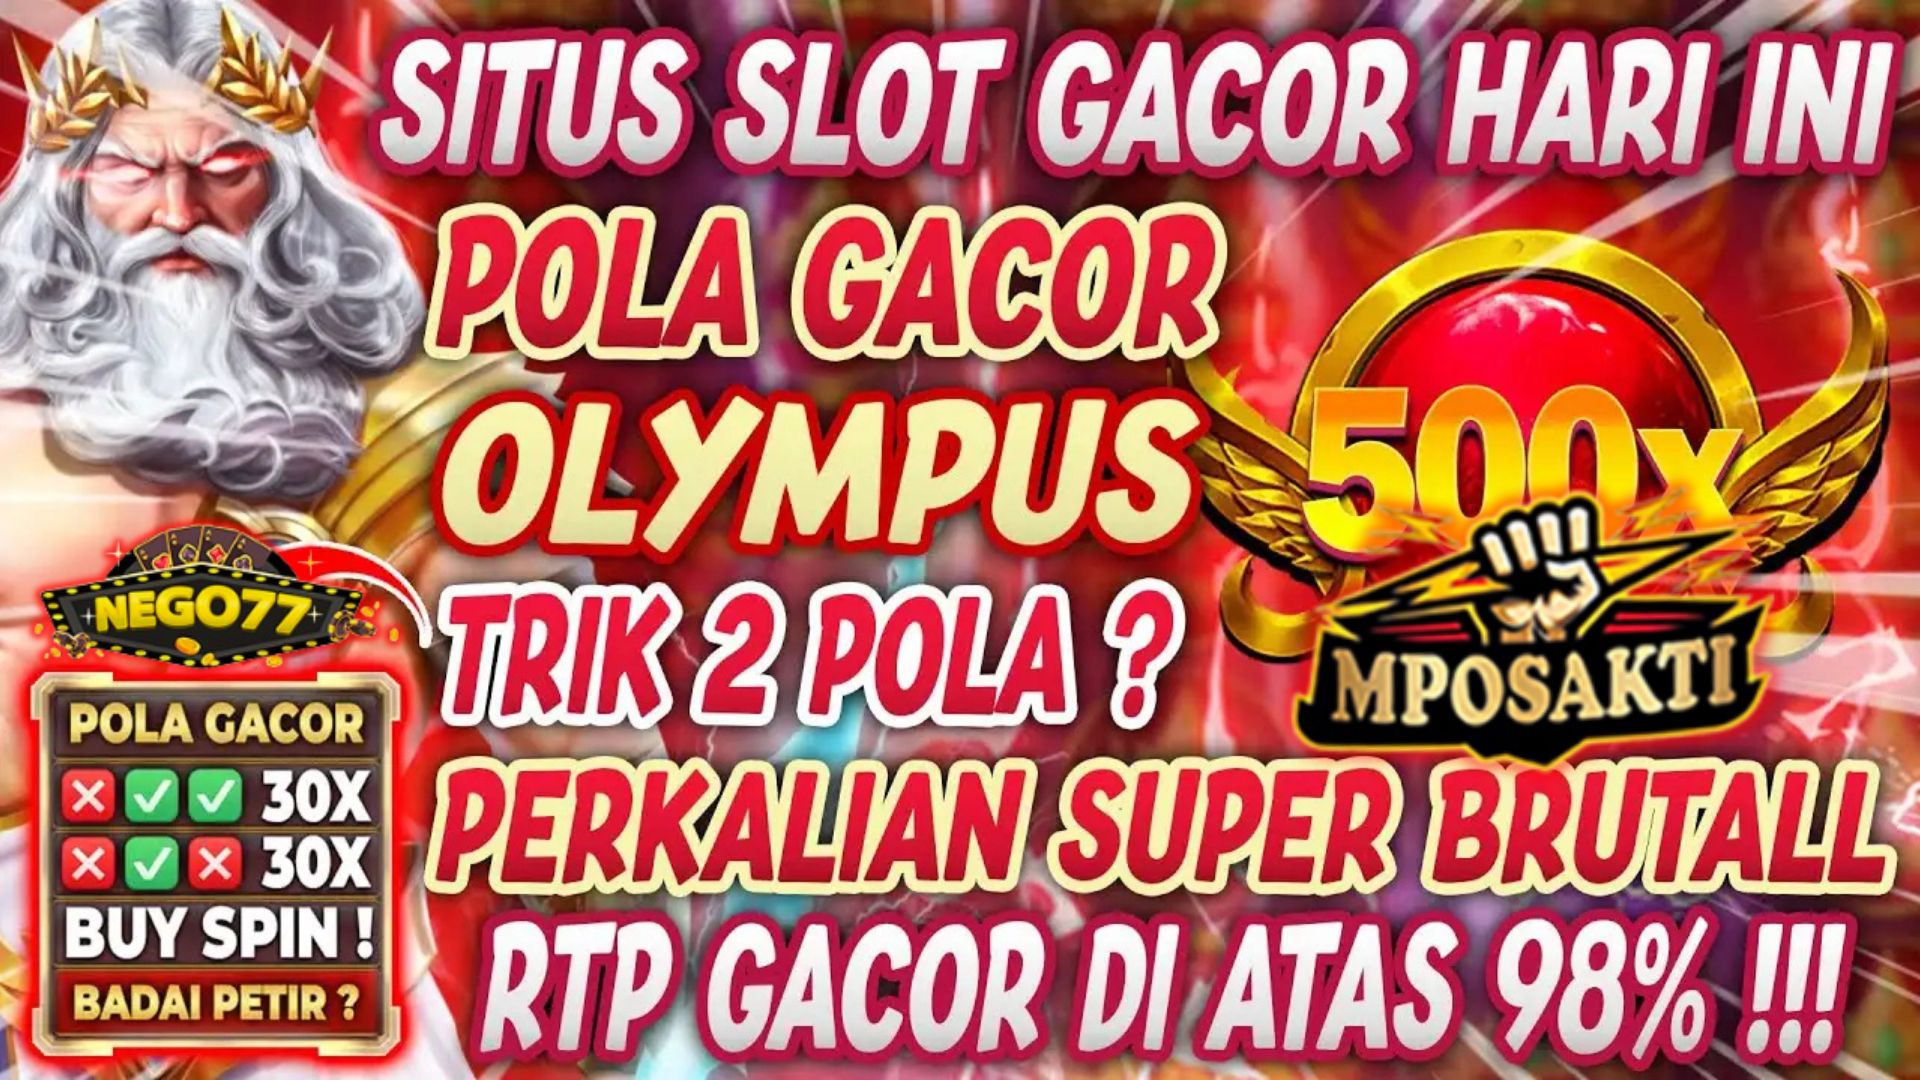 SITUS SLOT GACOR HARI INI
POLA GACOR
OLYMPUS
500x
MPOSAKTI
TRIK 2 POLA ?
PERKALIAN SUPER BRUTALL
RTP GACOR DI ATAS 98% !!!
NEGO77
POLA GACOR
❌ ✅ ✅ 30X
❌ ✅ ❌ 30X
BUY SPIN !
BADAI PETIR ?